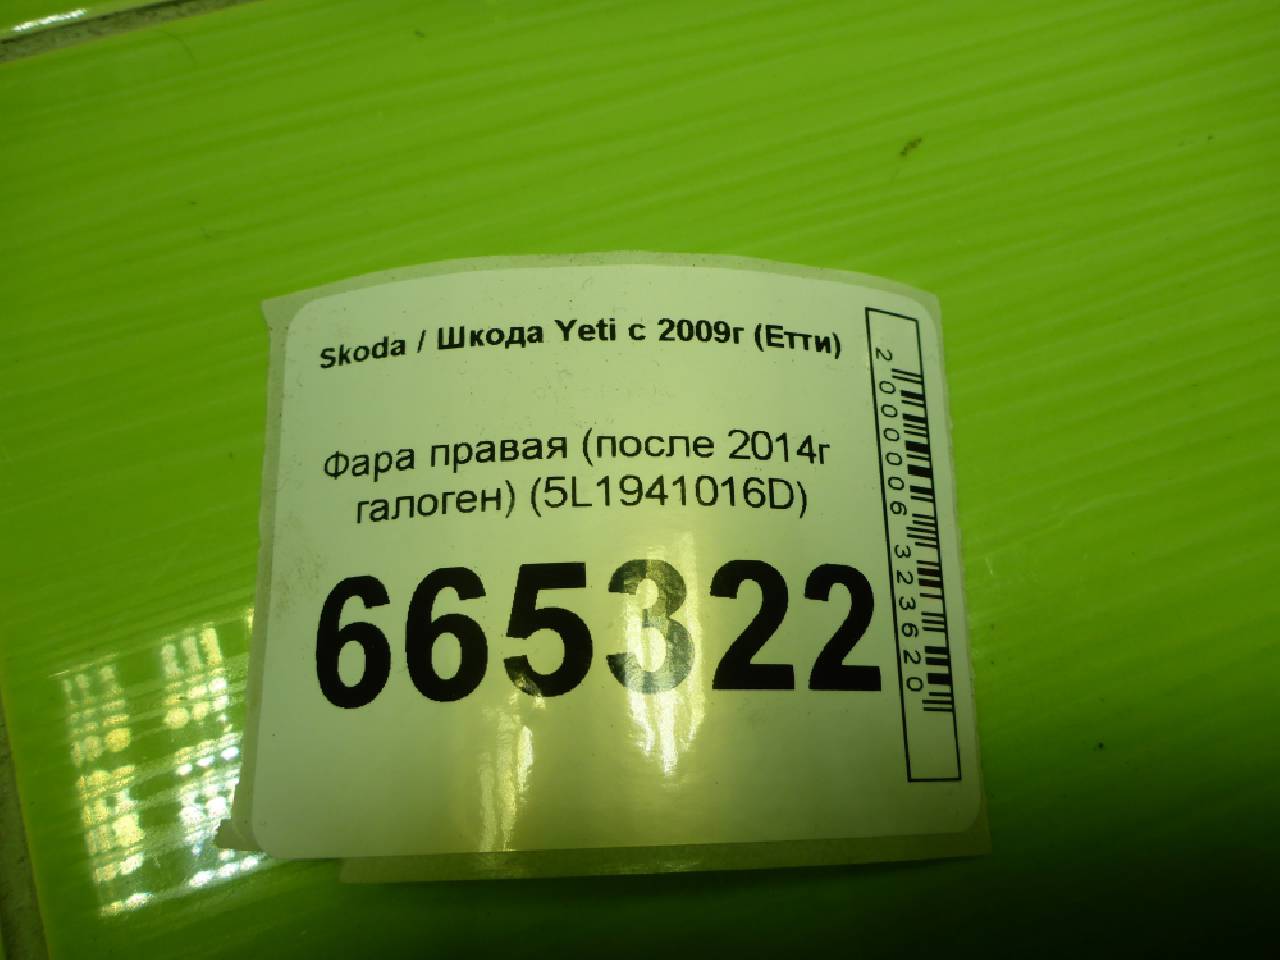 Skoda / Шкода Yeti с 2009г (Етти)
Фара правая (после 2014г
галоген) (5L1941016D)
665322
2000006323620